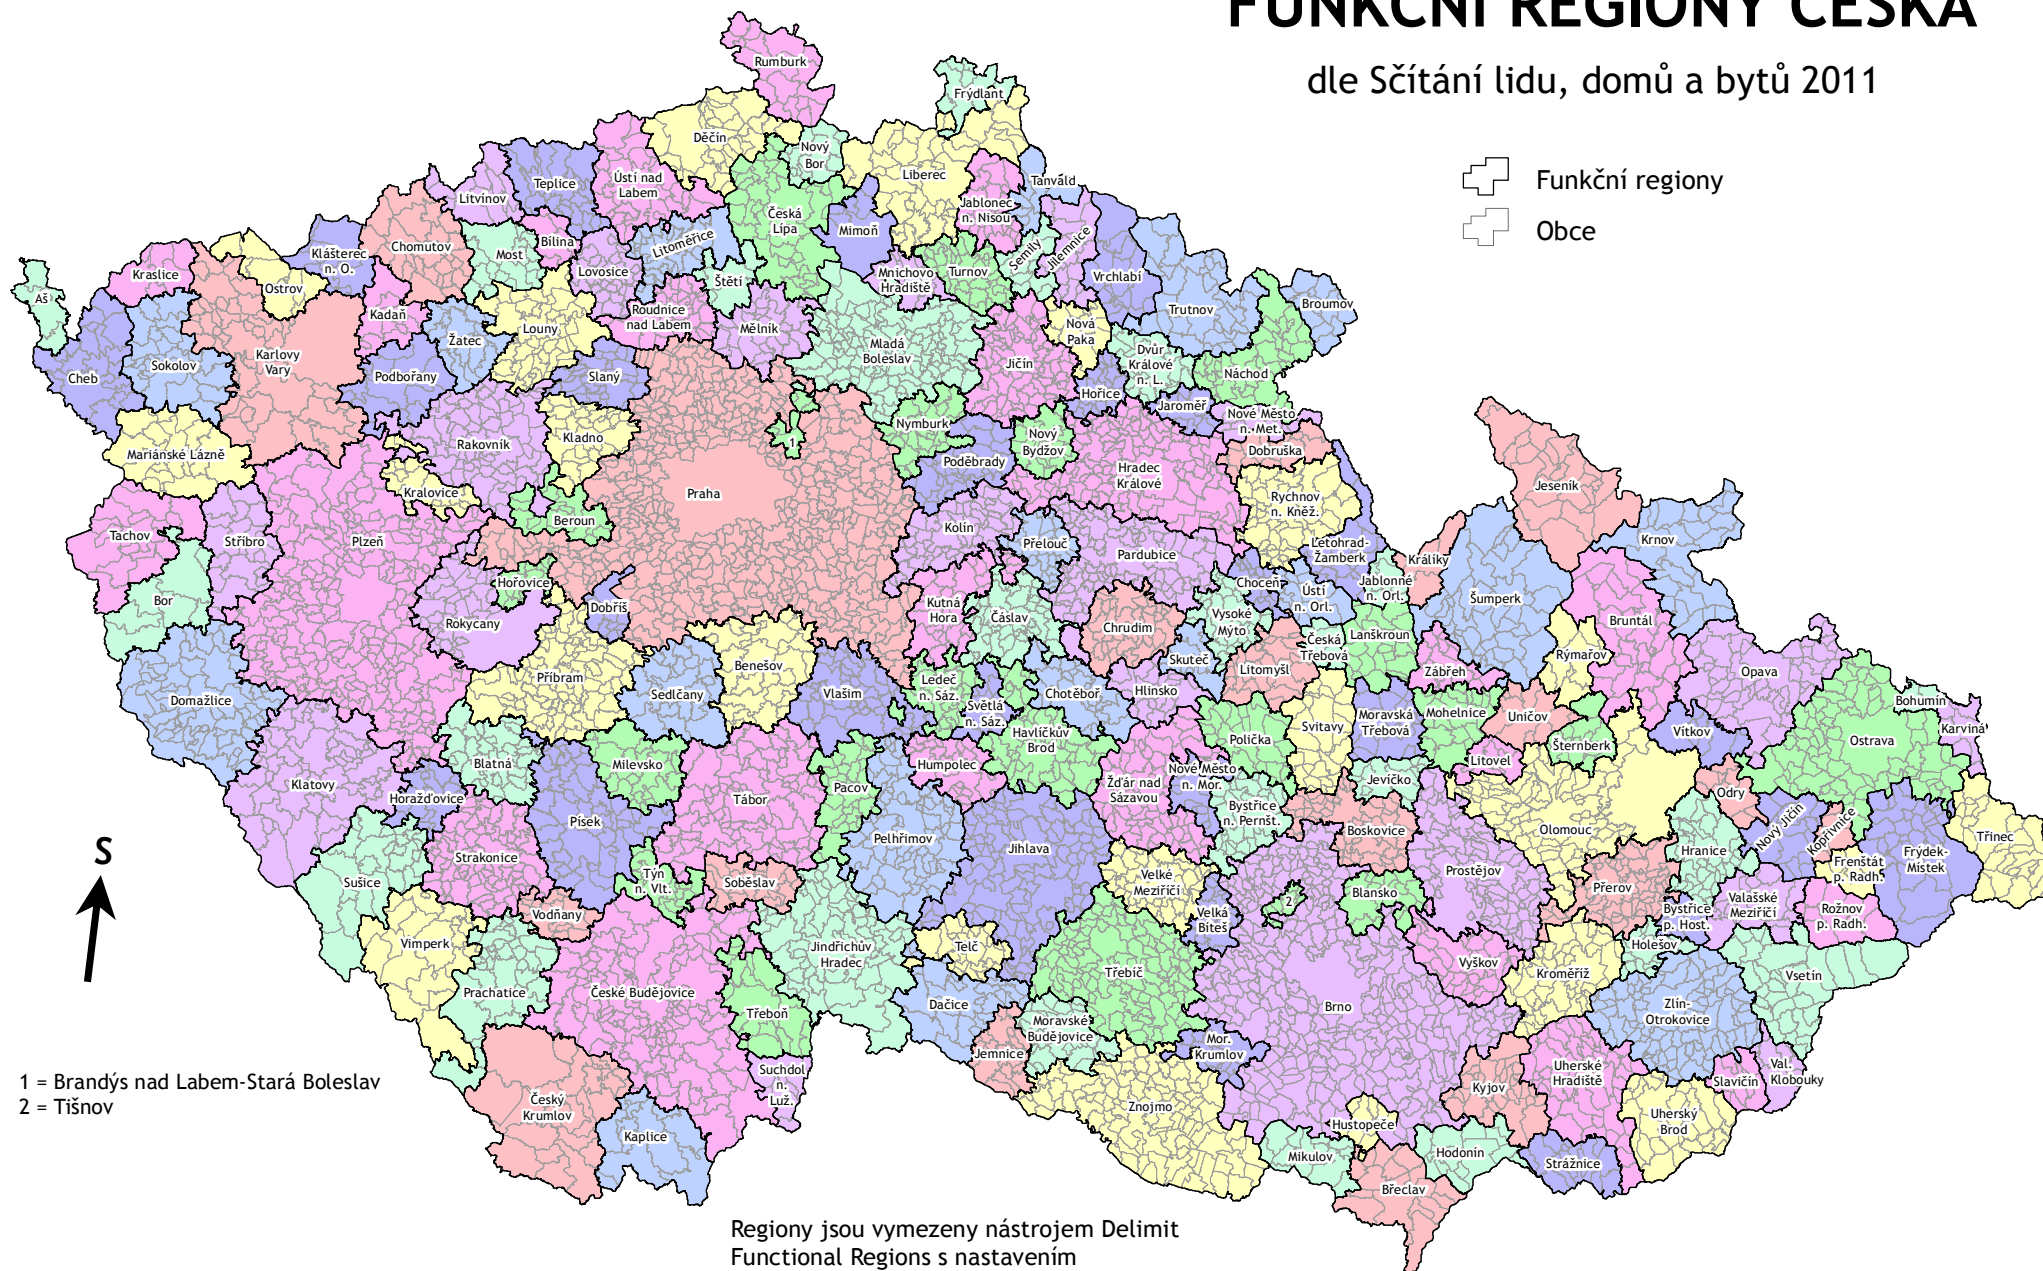 FUNKČNÍ REGIONY ČESKA
dle Sčítání lidu, domů a bytů 2011
Funkční regiony
Obce
Rumburk
Frýdlant
Děčín
Nový
Bor
Liberec
Tanvald
Ústí nad
Labem
Teplice
Litvínov
Jablonec
n. Nisou
Česká
Lípa
Mimoň
Litoměřice
Bílina
Most
Chomutov
Klášterec
n. O.
Kraslice
Ostrov
Aš
Lovosice
Štětí
Mnichovo
Hradiště
Turnov
Semily
Jilemnice
Vrchlabí
Trutnov
Broumov
Kadaň
Žatec
Louny
Roudnice
nad Labem
Mělník
Mladá
Boleslav
Jičín
Nová
Paka
Dvůr
Králové
n. L.
Náchod
Cheb
Sokolov
Karlovy
Vary
Podbořany
Slaný
Hořice
Jaroměř
Nové Město
n. Met.
Mariánské Lázně
Rakovník
Kladno
1
Nymburk
Nový
Bydžov
Poděbrady
Hradec
Králové
Dobruška
Rychnov
n. Kněž.
Kralovice
Praha
Beroun
Jeseník
Krnov
Tachov
Stříbro
Plzeň
Kolín
Přelouč
Pardubice
Letohrad-
Žamberk
Králíky
Jablonné
n. Orl.
Choceň
Ústí
n. Orl.
Šumperk
Bor
Hořovice
Rokycany
Dobříš
Kutná
Hora
Čáslav
Chrudim
Vysoké
Mýto
Česká
Třebová
Lanškroun
Bruntál
Domažlice
Příbram
Sedlčany
Benešov
Vlašim
Ledeč
n. Sáz.
Světlá
n. Sáz.
Chotěboř
Hlinsko
Skuteč
Litomyšl
Zábřeh
Rýmařov
Opava
Bohumín
Karviná
Klatovy
Blatná
Milevsko
Havlíčkův
Brod
Polička
Svitavy
Moravská
Třebová
Mohelnice
Uničov
Šternberk
Vítkov
Ostrava
Horažďovice
Písek
Tábor
Pacov
Humpolec
Žďár nad
Sázavou
Nové Město
n. Mor.
Bystřice
n. Pernšt.
Jevíčko
Litovel
Odry
Nový Jičín
Kopřivnice
Třinec
S
Sušice
Strakonice
Týn
n. Vlt.
Soběslav
Pelhřimov
Jihlava
Velké
Meziříčí
Boskovice
Prostějov
Olomouc
Přerov
Hranice
Frenštát
p. Radh.
Frýdek-
Místek
Vimperk
Vodňany
Velká
Bíteš
2
Blansko
Bystřice
p. Host.
Valašské
Meziříčí
Rožnov
p. Radh.
Prachatice
České Budějovice
Třeboň
Jindřichův
Hradec
Telč
Dačice
Třebíč
Brno
Vyškov
Kroměříž
Holešov
Zlín-
Otrokovice
Vsetín
Moravské
Budějovice
Jemnice
Mor.
Krumlov
Suchdol
n.
Luž.
Český
Krumlov
Kaplice
Znojmo
Hustopeče
Mikulov
Břeclav
Hodonín
Kyjov
Strážnice
Uherské
Hradiště
Uherský
Brod
Slavičín
Val.
Klobouky
1 = Brandýs nad Labem-Stará Boleslav
2 = Tišnov
Regiony jsou vymezeny nástrojem Delimit
Functional Regions s nastavením